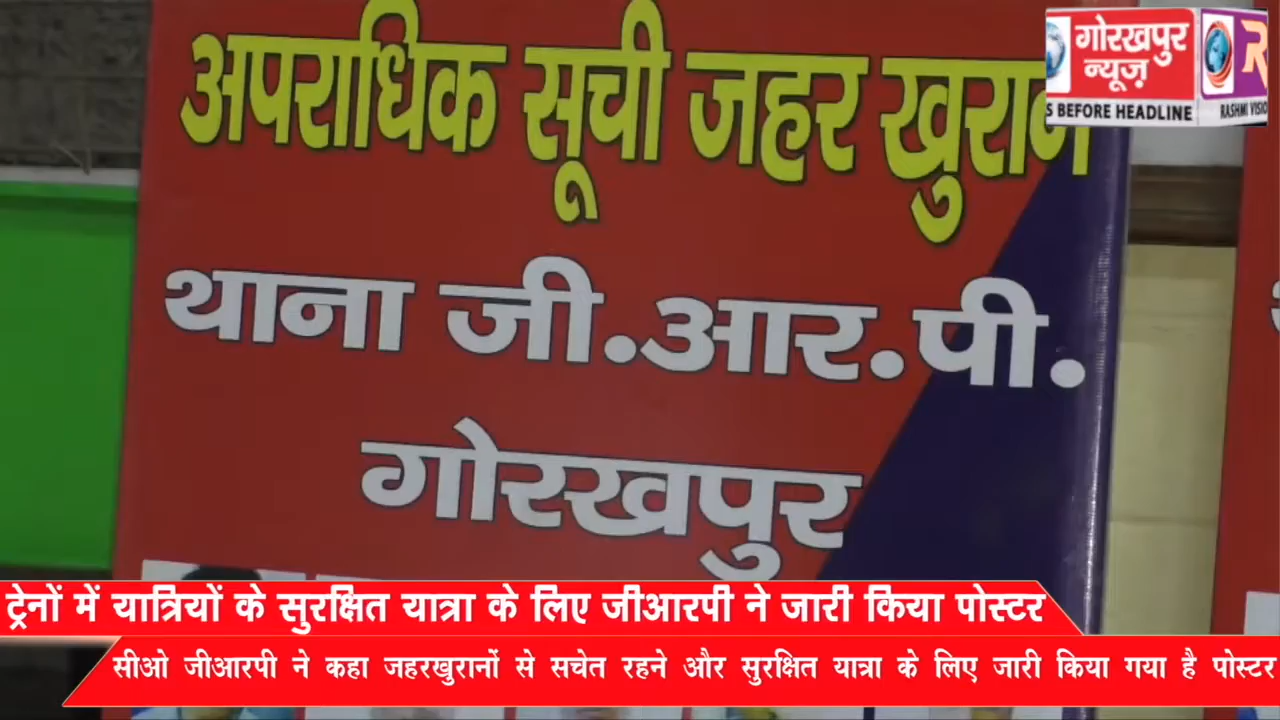 अपराधिक सूची जहर खुरान
गोरखपुर
न्यूज़
S BEFORE HEADLINE
RASHMI VISIO
थाना जी.आर.पी.
गोरखपुर
ट्रेनों में यात्रियों के सुरक्षित यात्रा के लिए जीआरपी ने जारी किया पोस्टर
सीओ जीआरपी ने कहा जहरखुरानों से सचेत रहने और सुरक्षित यात्रा के लिए जारी किया गया है पोस्टर